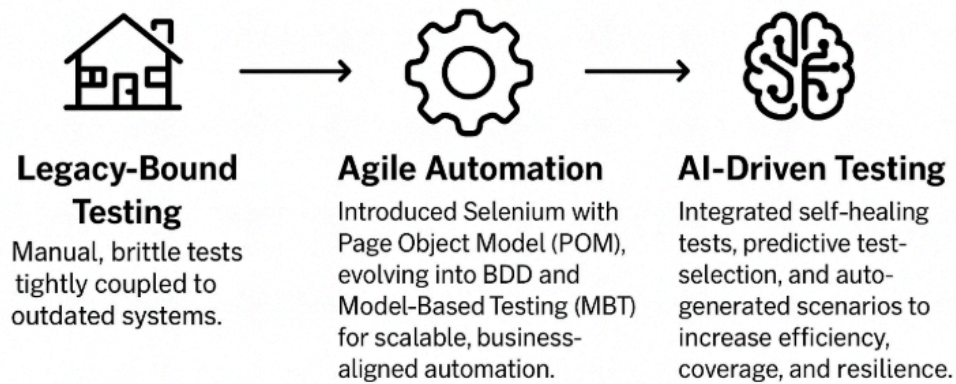 Legacy-Bound
Testing
Manual, brittle tests
tightly coupled to
outdated systems.
Agile Automation
Introduced Selenium with
Page Object Model (POM),
evolving into BDD and
Model-Based Testing (MBT)
for scalable, business-
aligned automation.
AI-Driven Testing
Integrated self-healing
tests, predictive test-
selection, and auto-
generated scenarios to
increase efficiency,
coverage, and resilience.